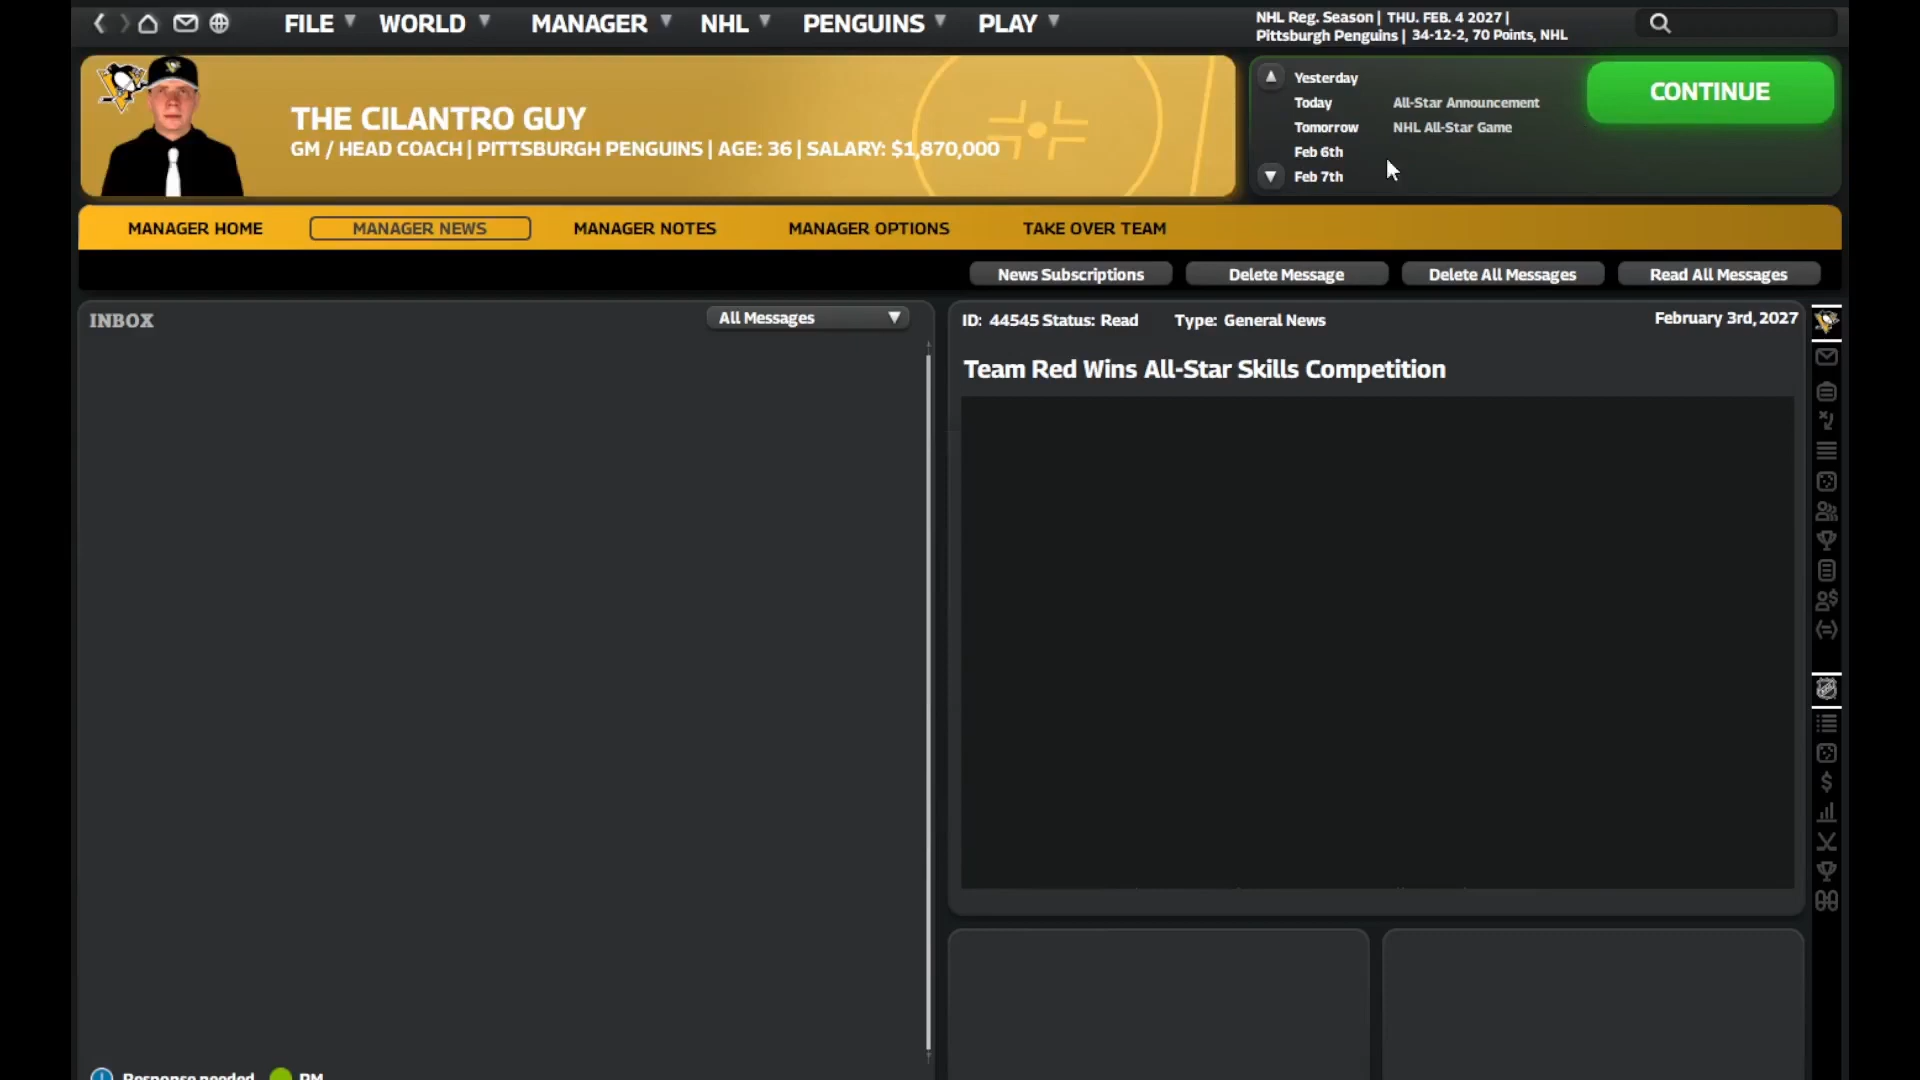 FILE WORLD MANAGER NHL PENGUINS PLAY
NHL Reg. Season | THU. FEB. 4 2027 |
Pittsburgh Penguins | 34-12-2, 70 Points, NHL
THE CILANTRO GUY
GM / HEAD COACH | PITTSBURGH PENGUINS | AGE: 36 | SALARY: $1,870,000
Yesterday
Today All-Star Announcement
Tomorrow NHL All-Star Game
Feb 6th
Feb 7th
CONTINUE
MANAGER HOME MANAGER NEWS MANAGER NOTES MANAGER OPTIONS TAKE OVER TEAM
News Subscriptions Delete Message Delete All Messages Read All Messages
INBOX All Messages
ID: 44545 Status: Read Type: General News February 3rd, 2027
Team Red Wins All-Star Skills Competition
Response needed PM